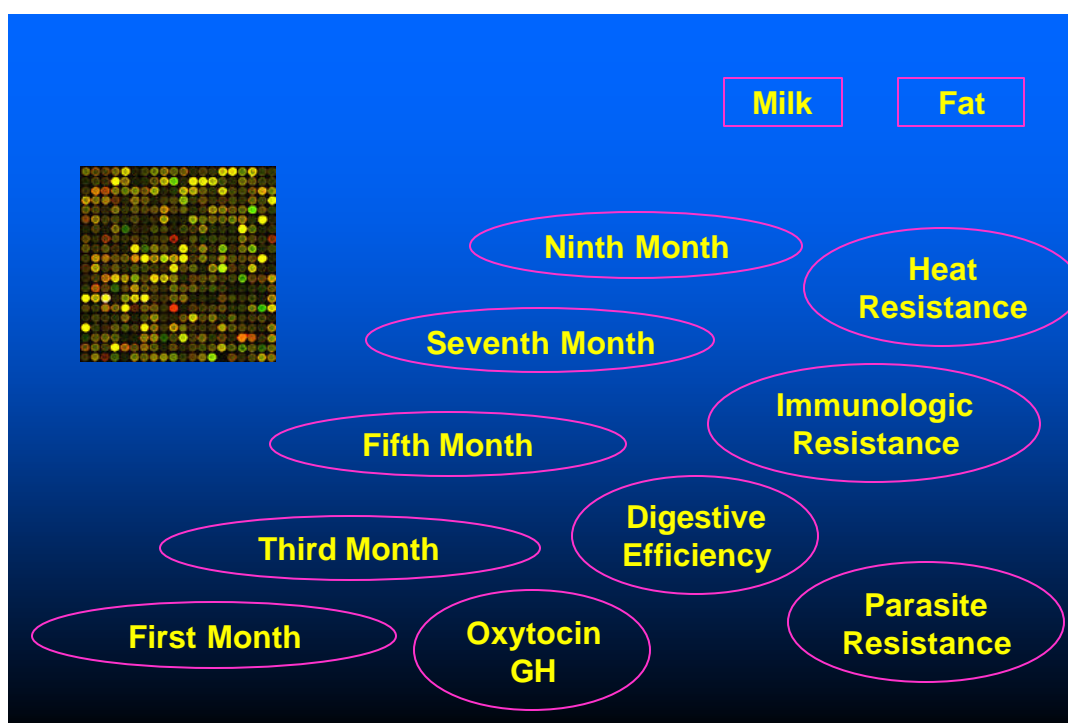 Milk
Fat
Ninth Month
Heat
Resistance
Seventh Month
Immunologic
Resistance
Fifth Month
Digestive
Efficiency
Third Month
Parasite
Resistance
First Month
Oxytocin
GH